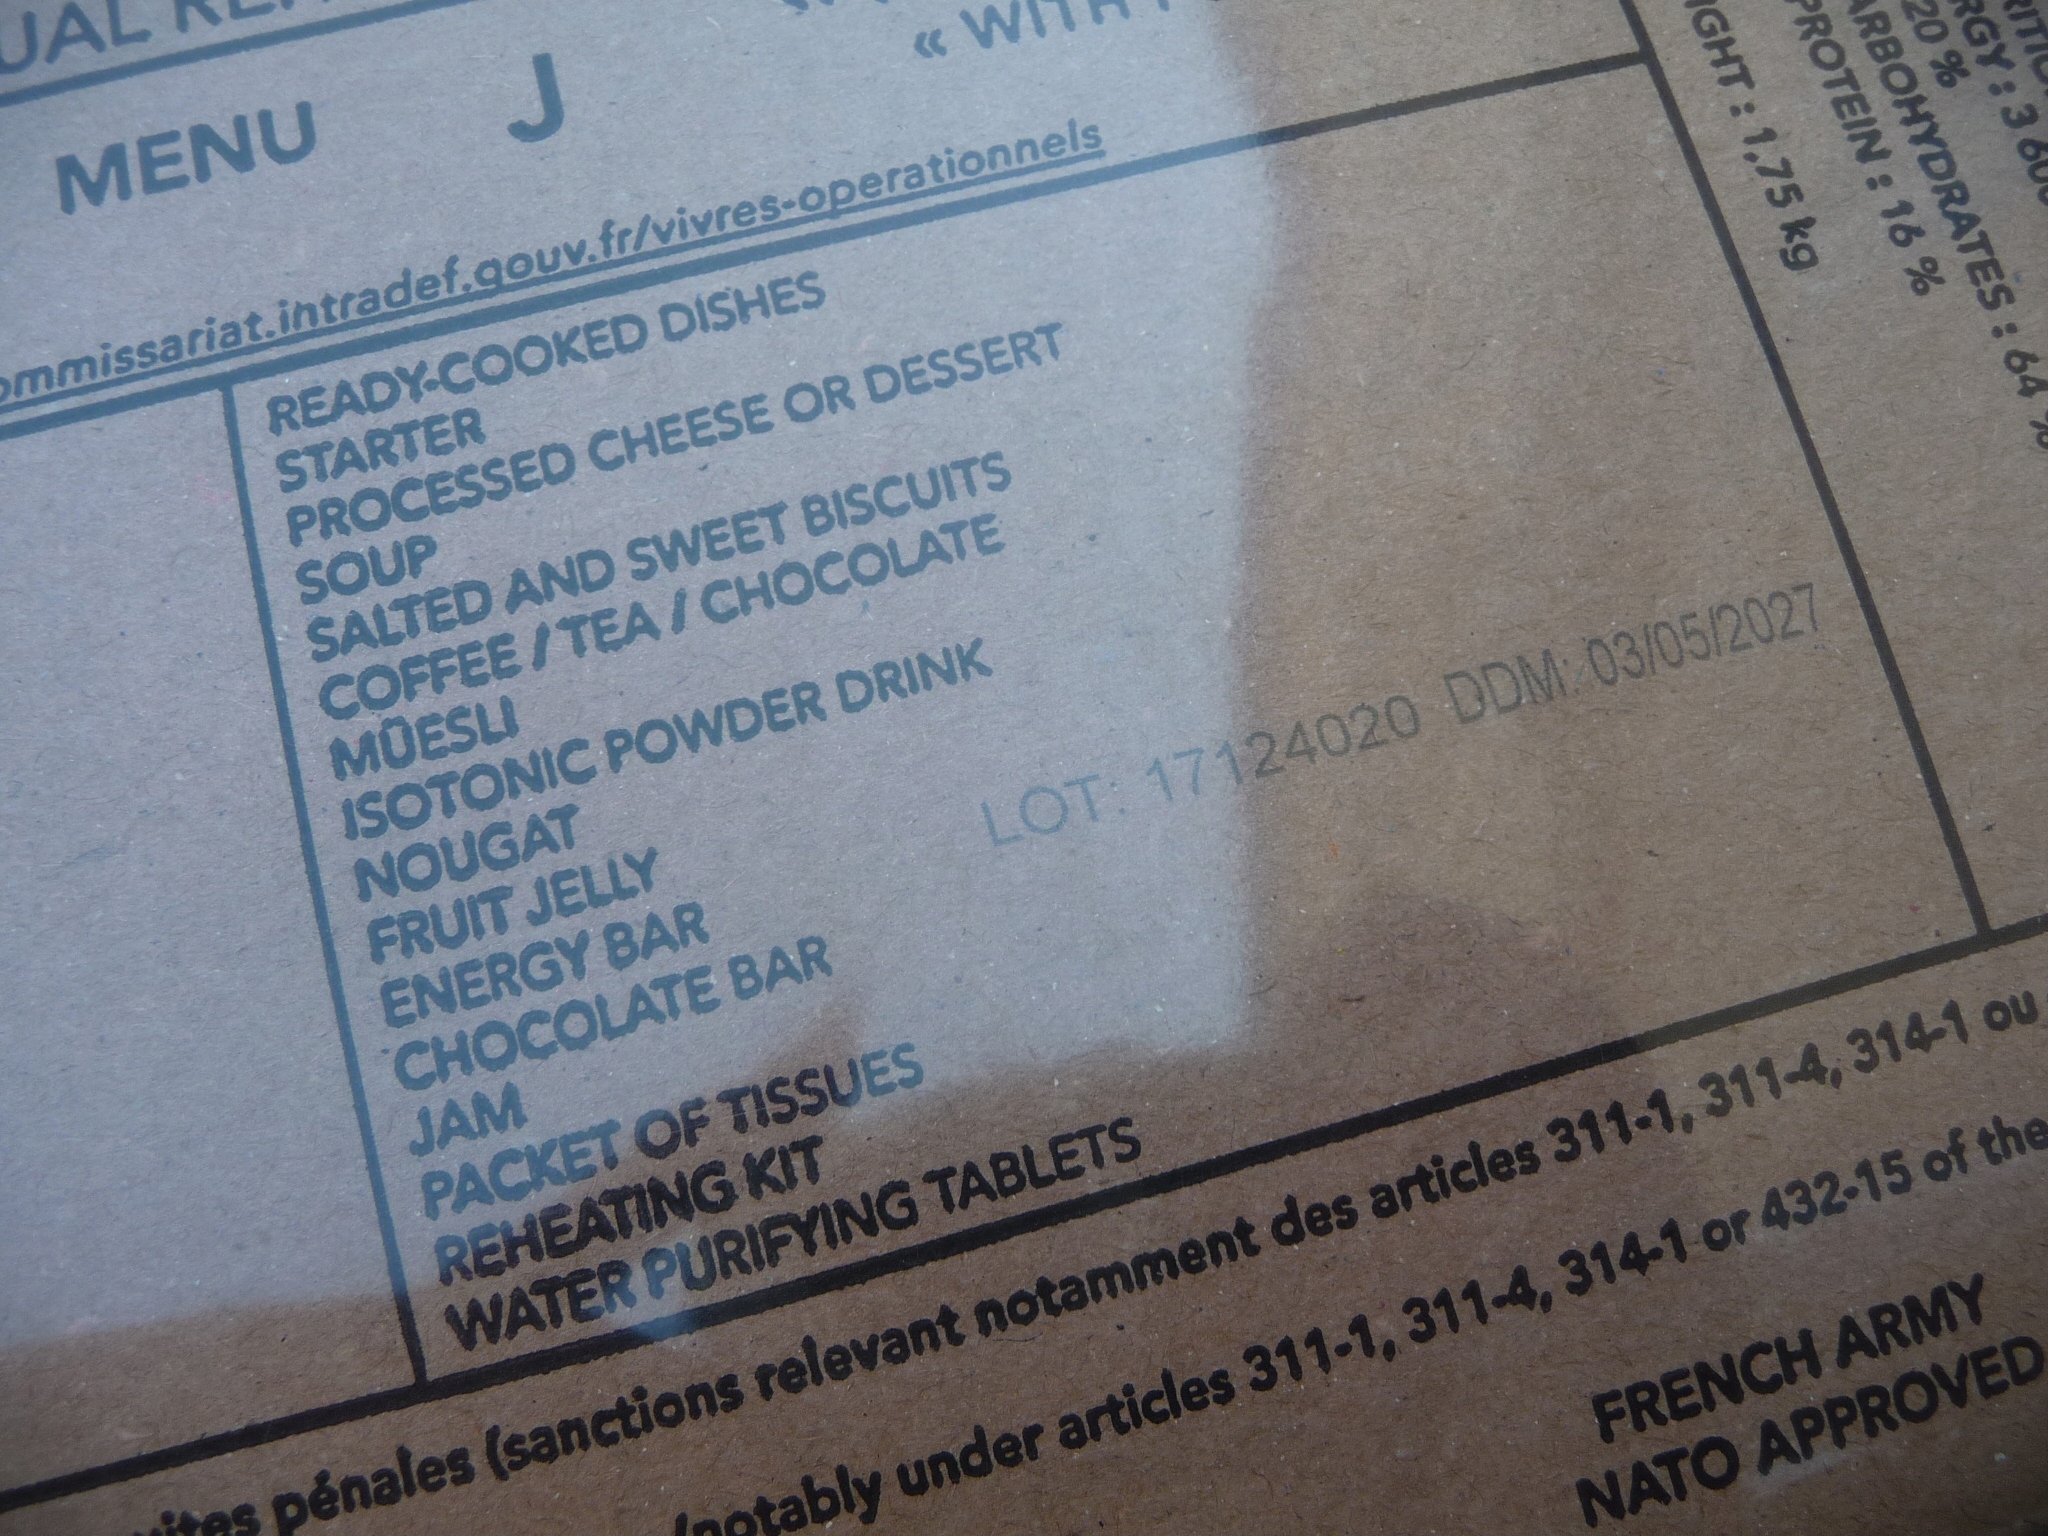 MENU J
« WITH
ommissariat.intradef.gouv.fr/vivres-operationnels
READY-COOKED DISHES
STARTER
PROCESSED CHEESE OR DESSERT
SOUP
SALTED AND SWEET BISCUITS
COFFEE / TEA / CHOCOLATE
MÜESLI
ISOTONIC POWDER DRINK
NOUGAT
FRUIT JELLY
ENERGY BAR
CHOCOLATE BAR
JAM
PACKET OF TISSUES
REHEATING KIT
WATER PURIFYING TABLETS
LOT: 17124020 DDM: 03/05/2027
IGHT : 1,75 kg
PROTEIN : 16 %
ARBOHYDRATES : 64 %
20 %
RGY : 3 600
pénales (sanctions relevant notamment des articles 311-1, 311-4, 314-1 ou
notably under articles 311-1, 311-4, 314-1 or 432-15 of the
FRENCH ARMY
NATO APPROVED